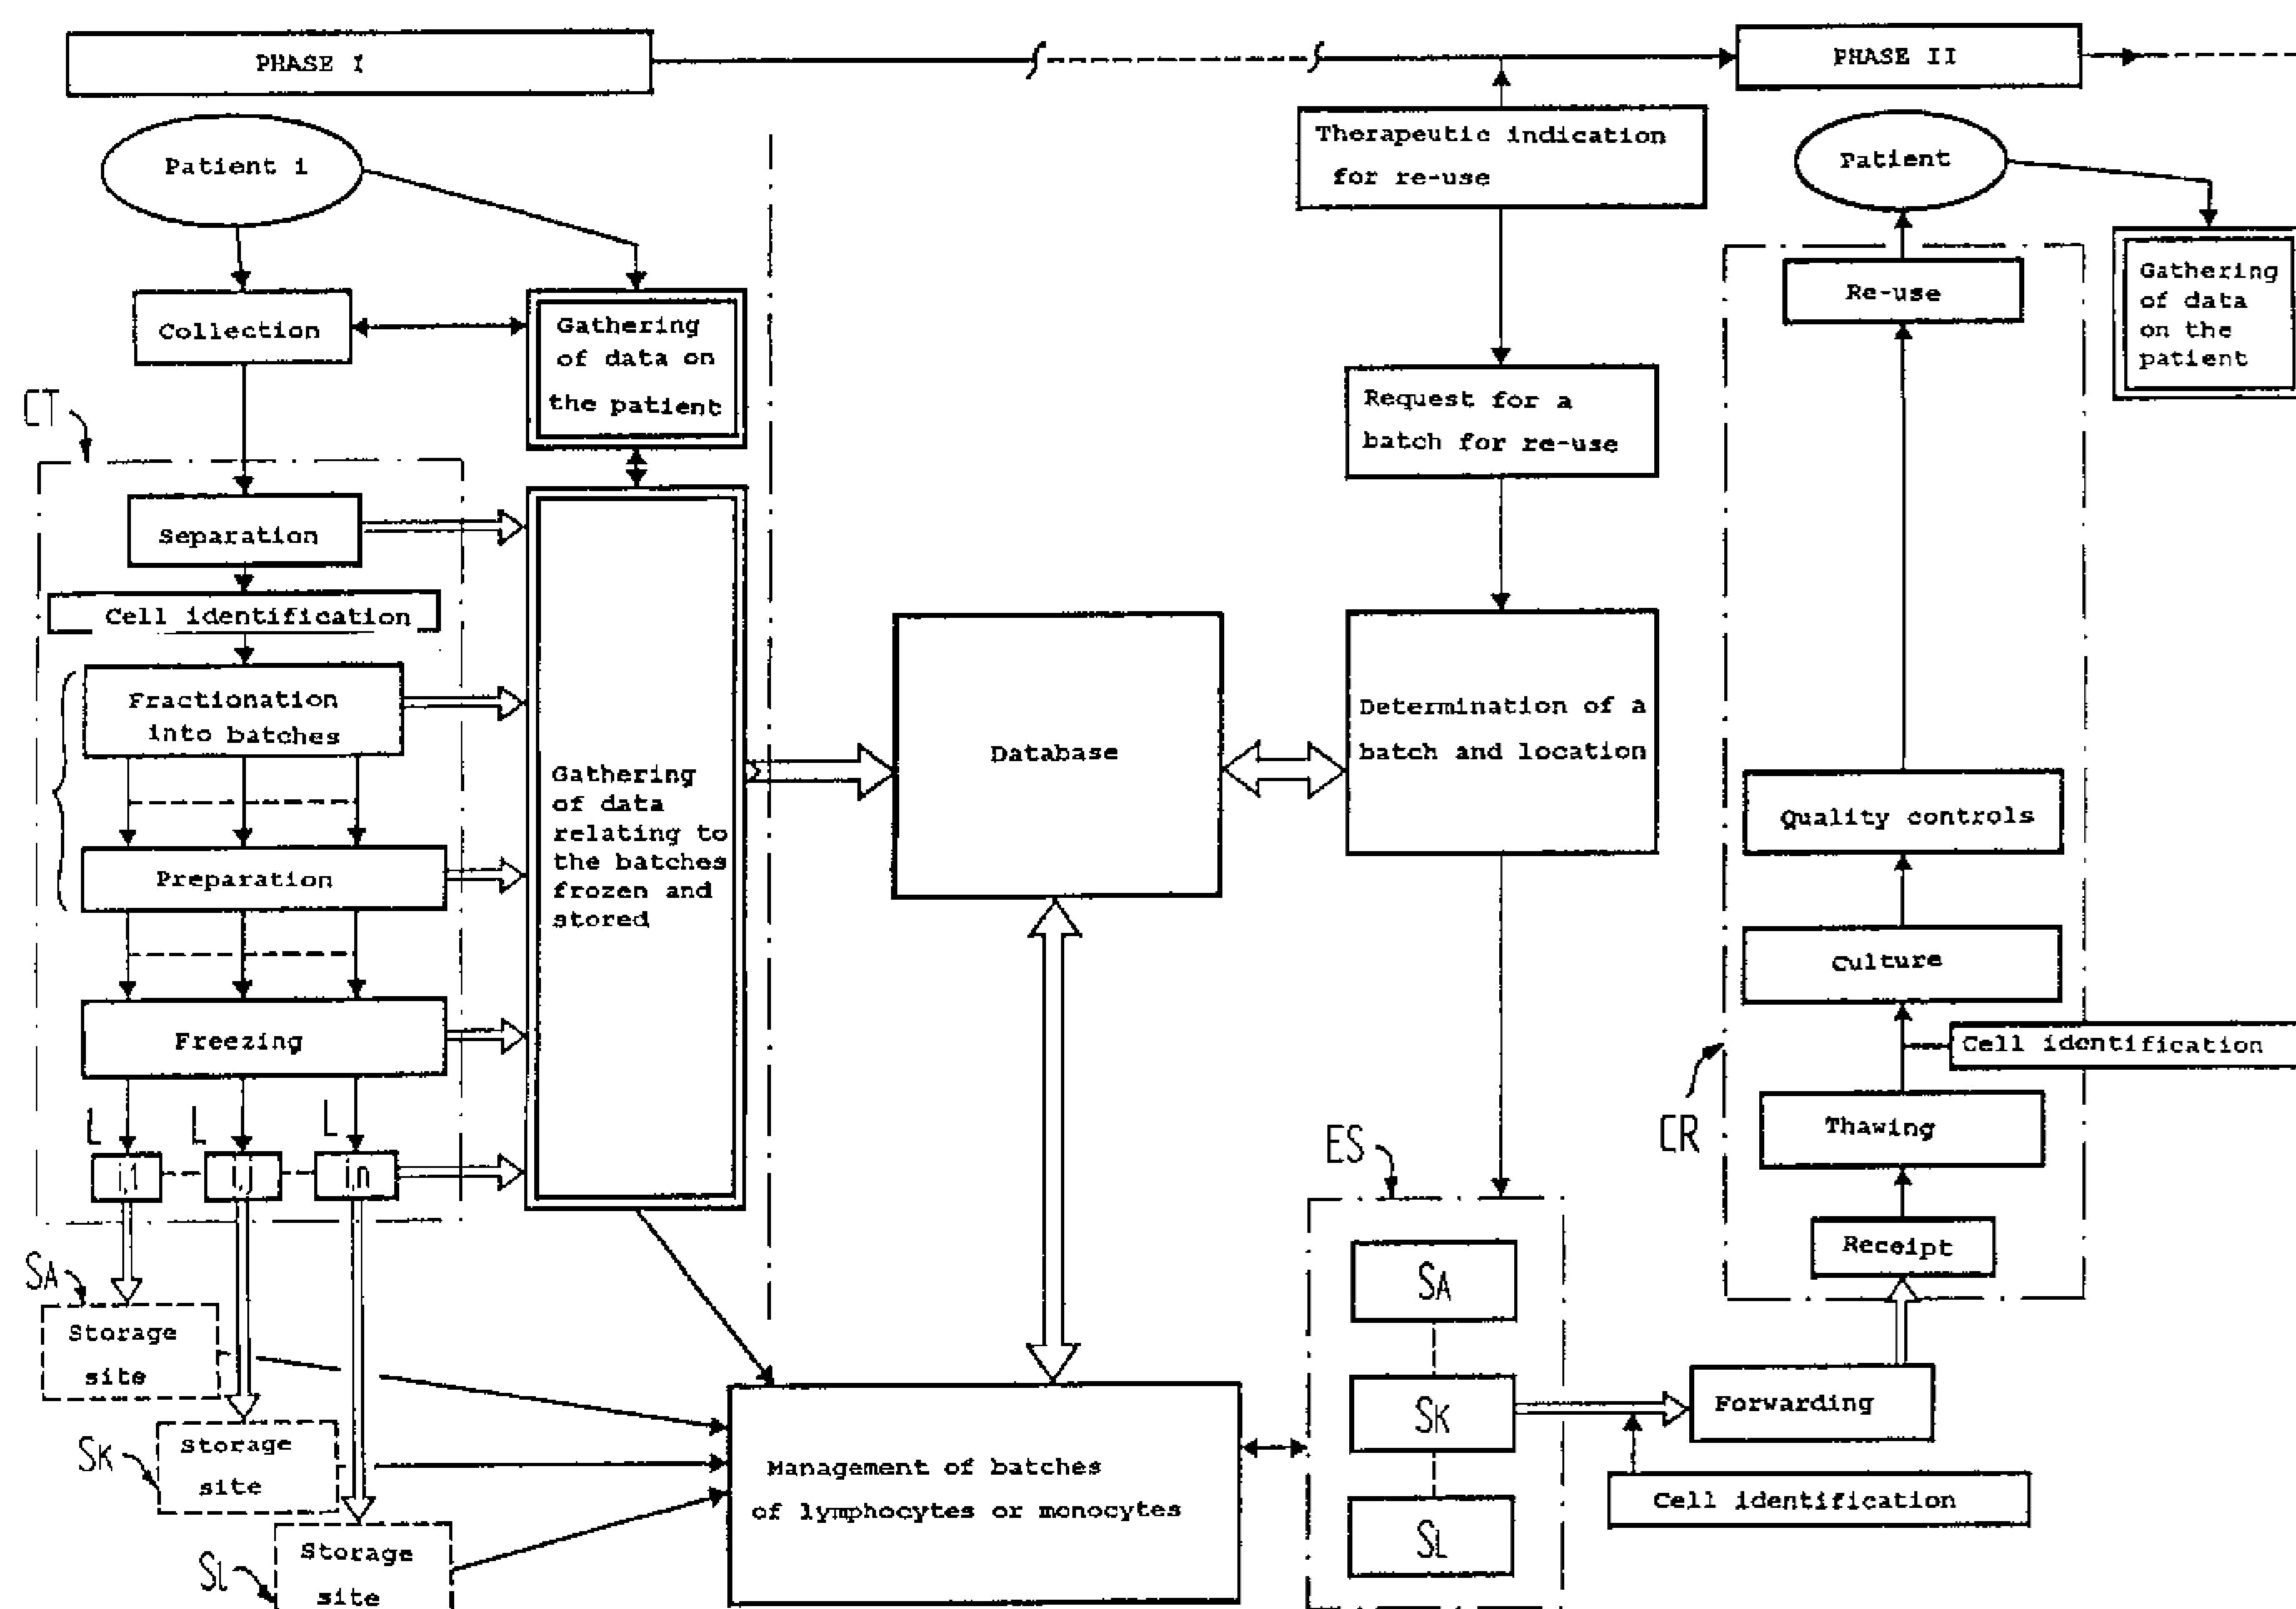 PHASE I
PHASE II
Patient i
Therapeutic indication
for re-use
Patient
Collection
Gathering
of data on
the patient
Request for a
batch for re-use
Re-use
Gathering
of data
on the
patient
CT
Separation
Cell identification
Fractionation
into batches
Preparation
Freezing
L
L
L
i,1
i,j
i,n
Gathering
of data
relating to
the batches
frozen and
stored
Database
Determination of a
batch and location
Quality controls
Culture
Cell identification
Thawing
CR
Receipt
ES
SA
SK
SL
Forwarding
Cell identification
SA
Storage
site
SK
Storage
site
SL
Storage
site
Management of batches
of lymphocytes or monocytes